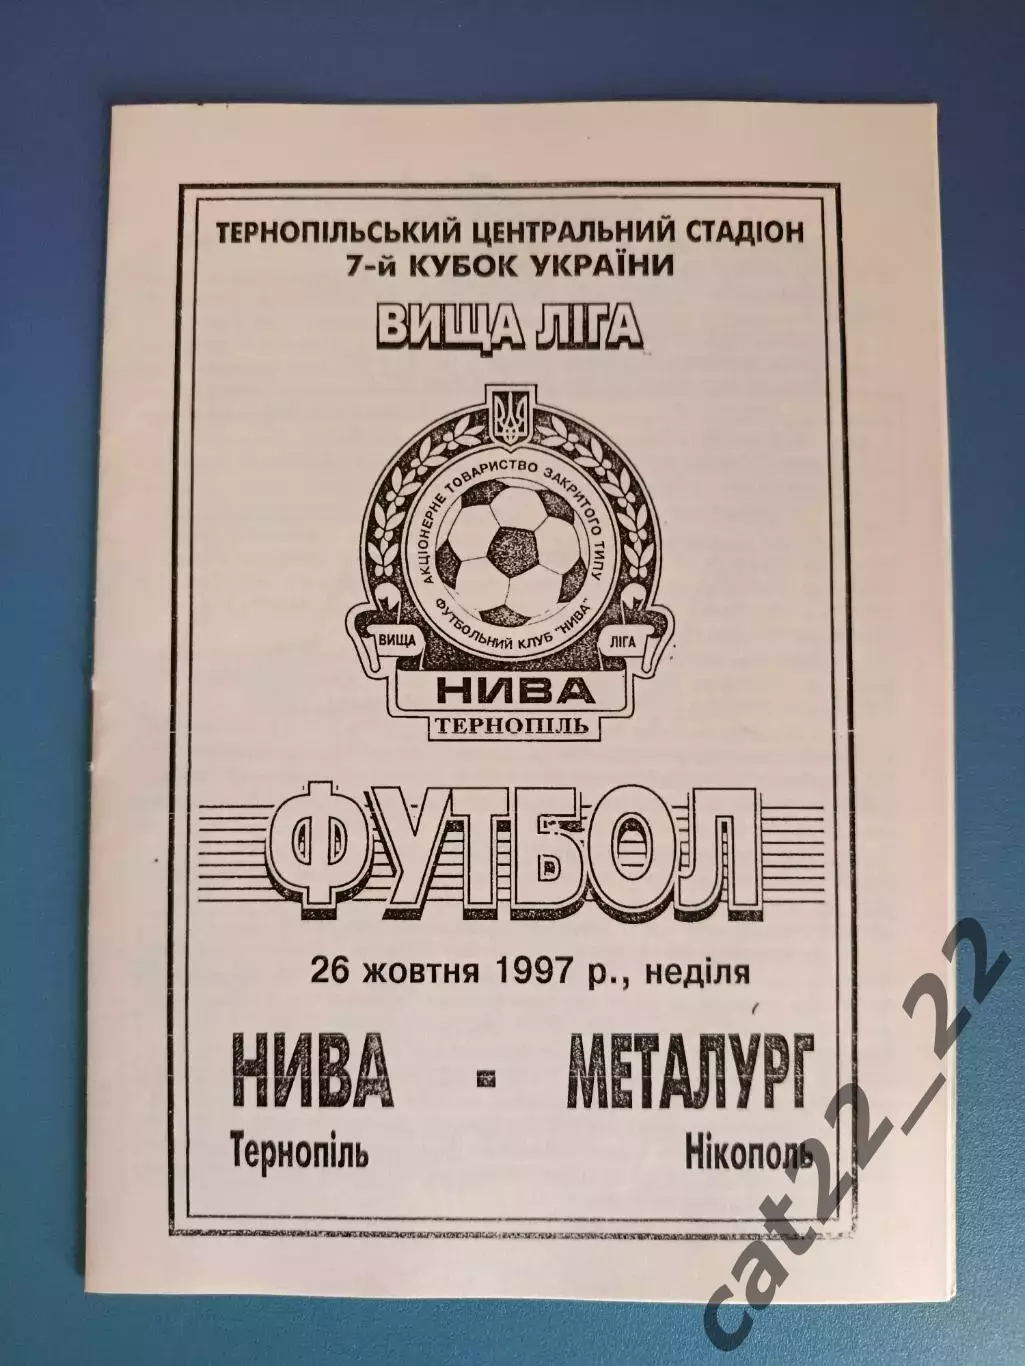 ТЕРНОПІЛЬСЬКИЙ ЦЕНТРАЛЬНИЙ СТАДІОН
7-й КУБОК УКРАЇНИ
ВИЩА ЛІГА
АКЦІОНЕРНЕ ТОВАРИСТВО ЗАКРИТОГО ТИПУ
ФУТБОЛЬНИЙ КЛУБ "НИВА"
ВИЩА ЛІГА
НИВА
ТЕРНОПІЛЬ
ФУТБОЛ
26 жовтня 1997 р., неділя
НИВА - МЕТАЛУРГ
Тернопіль Нікополь
cat22_22